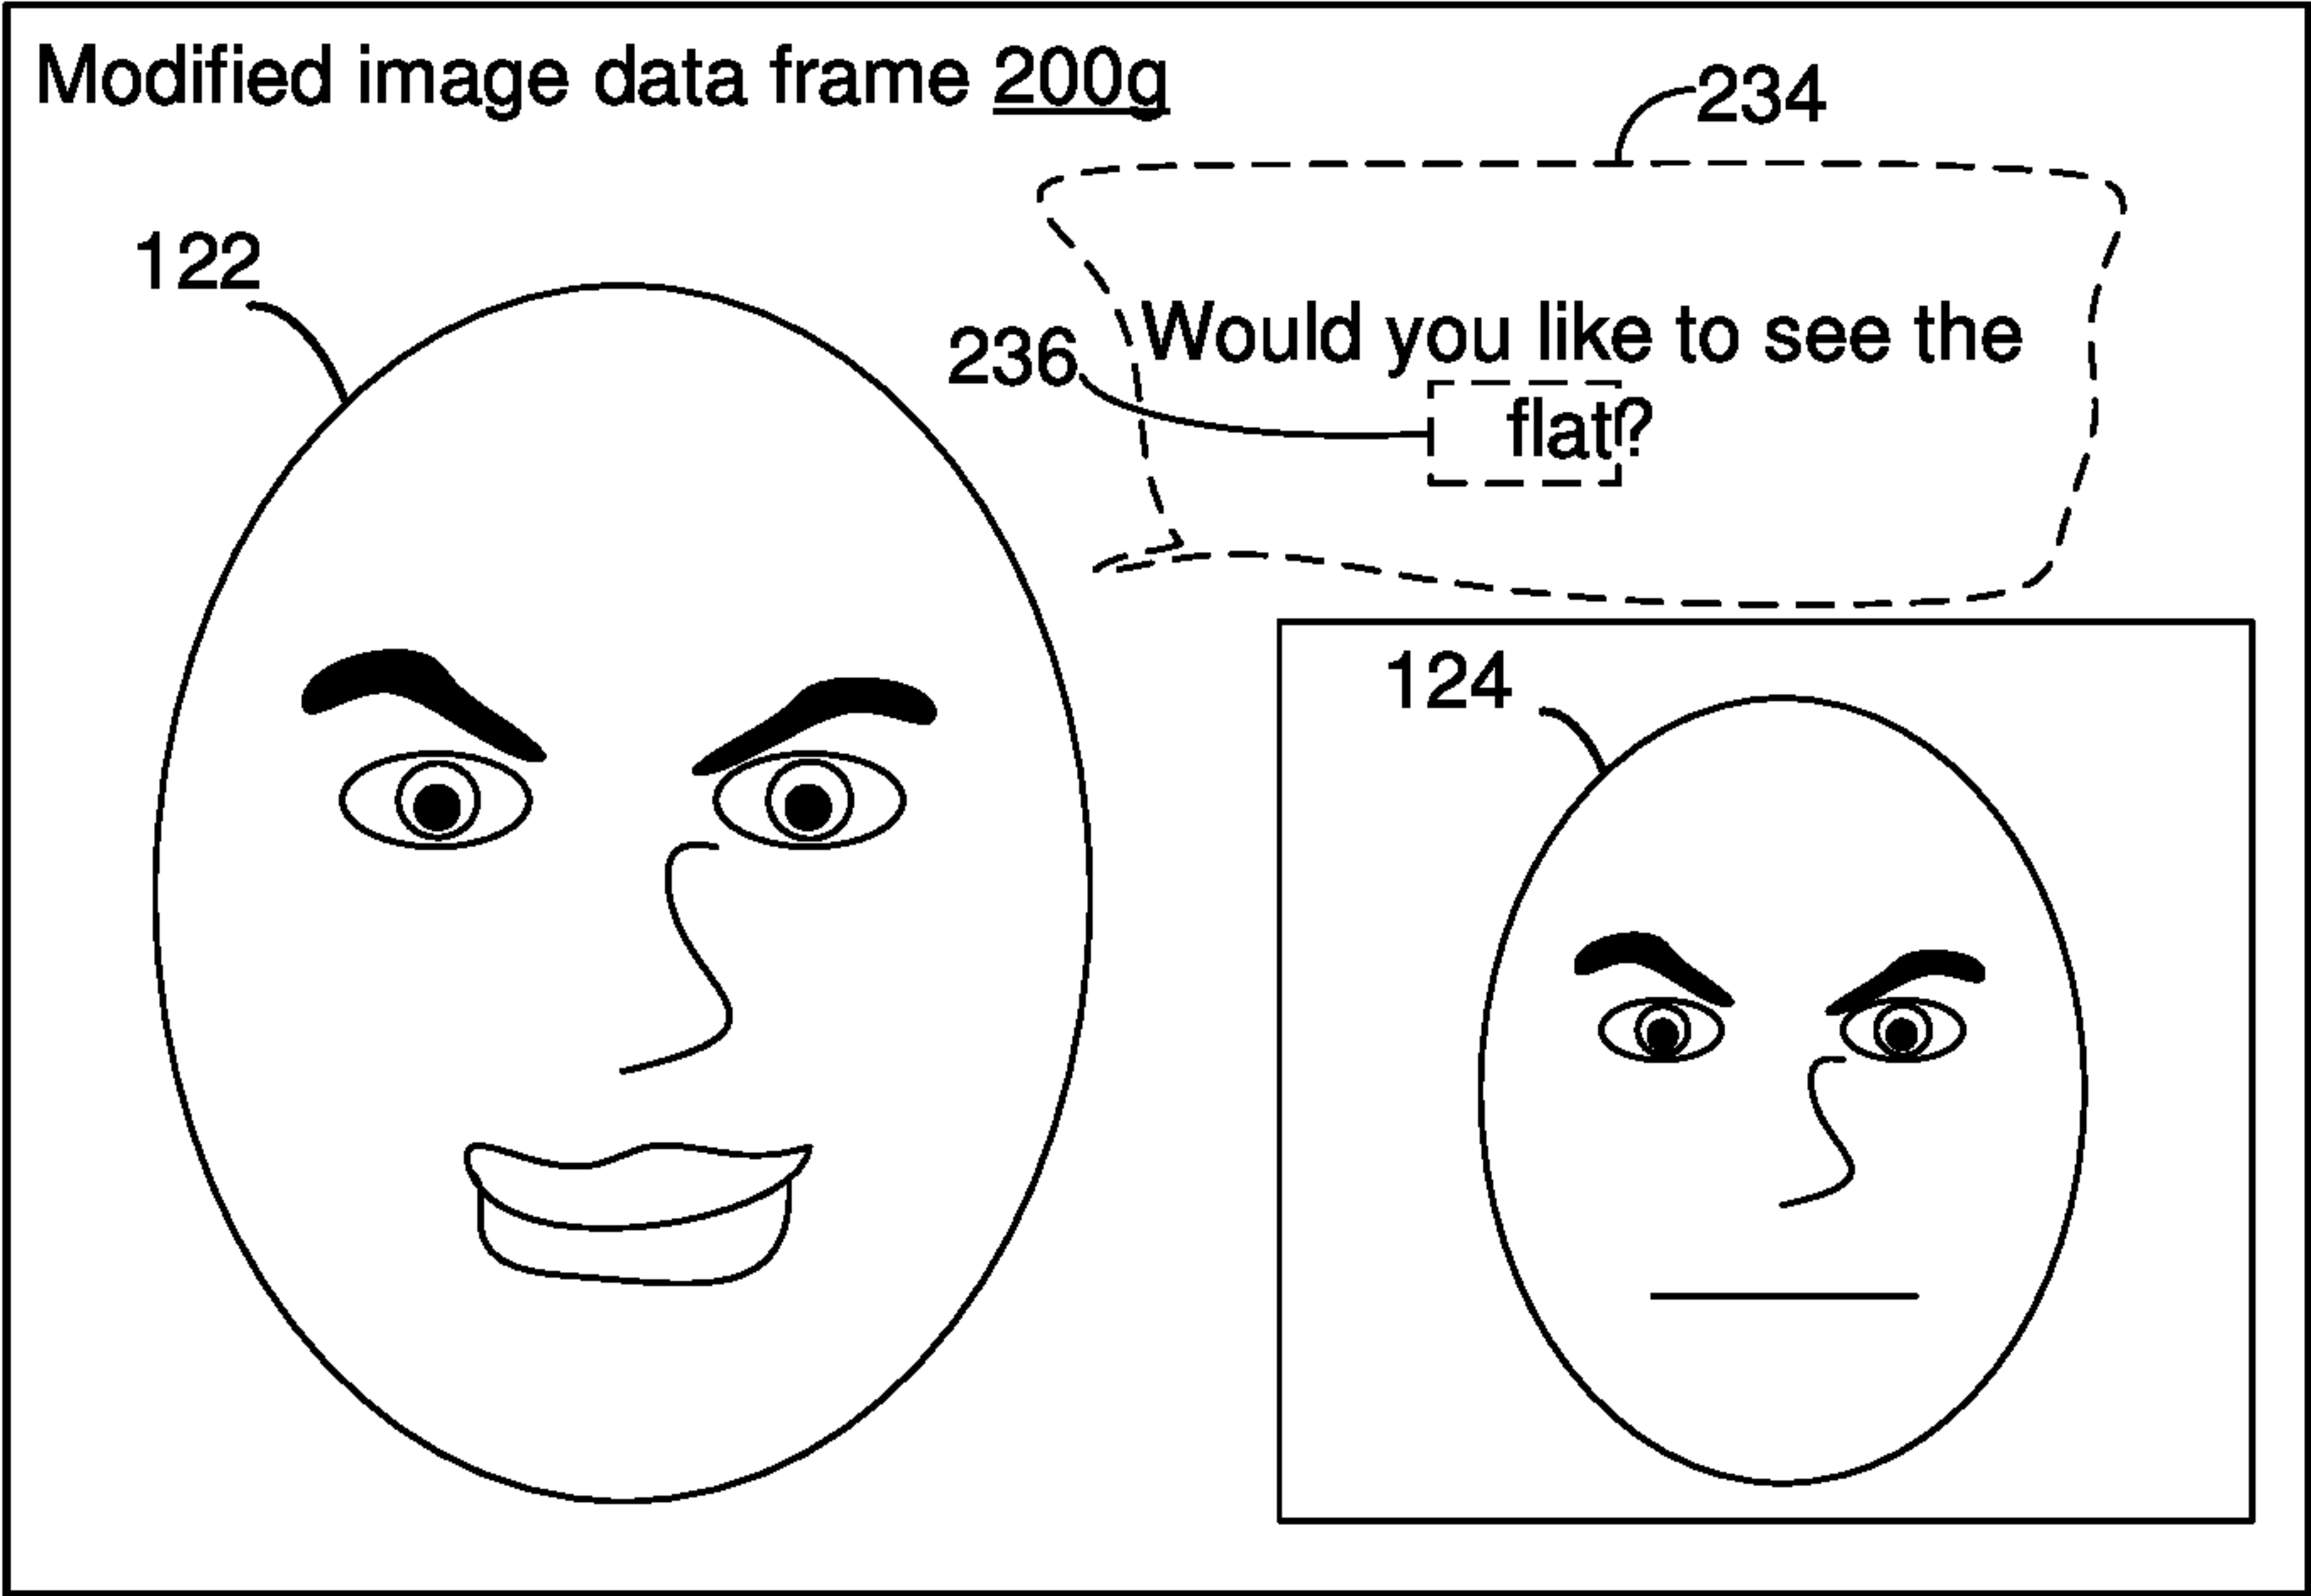 Modified image data frame 200g
234
122
Would you like to see the
236
flat?
124